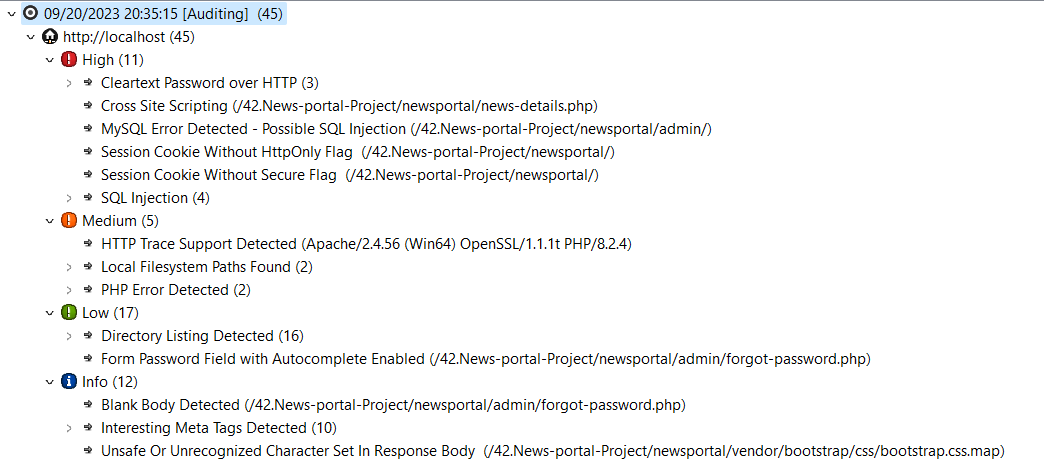 09/20/2023 20:35:15 [Auditing] (45)
http://localhost (45)
High (11)
Cleartext Password over HTTP (3)
Cross Site Scripting (/42.News-portal-Project/newsportal/news-details.php)
MySQL Error Detected - Possible SQL Injection (/42.News-portal-Project/newsportal/admin/)
Session Cookie Without HttpOnly Flag (/42.News-portal-Project/newsportal/)
Session Cookie Without Secure Flag (/42.News-portal-Project/newsportal/)
SQL Injection (4)
Medium (5)
HTTP Trace Support Detected (Apache/2.4.56 (Win64) OpenSSL/1.1.1t PHP/8.2.4)
Local Filesystem Paths Found (2)
PHP Error Detected (2)
Low (17)
Directory Listing Detected (16)
Form Password Field with Autocomplete Enabled (/42.News-portal-Project/newsportal/admin/forgot-password.php)
Info (12)
Blank Body Detected (/42.News-portal-Project/newsportal/admin/forgot-password.php)
Interesting Meta Tags Detected (10)
Unsafe Or Unrecognized Character Set In Response Body (/42.News-portal-Project/newsportal/vendor/bootstrap/css/bootstrap.css.map)